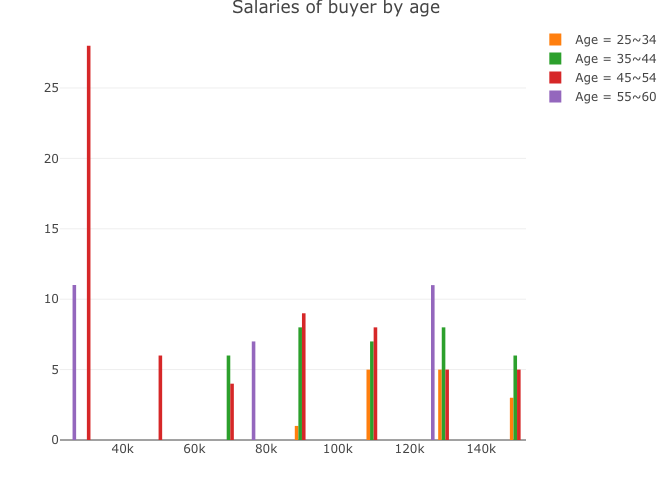 Salaries of buyer by age
Age = 25~34
Age = 35~44
Age = 45~54
Age = 55~60
25
20
15
10
5
0
40k 60k 80k 100k 120k 140k